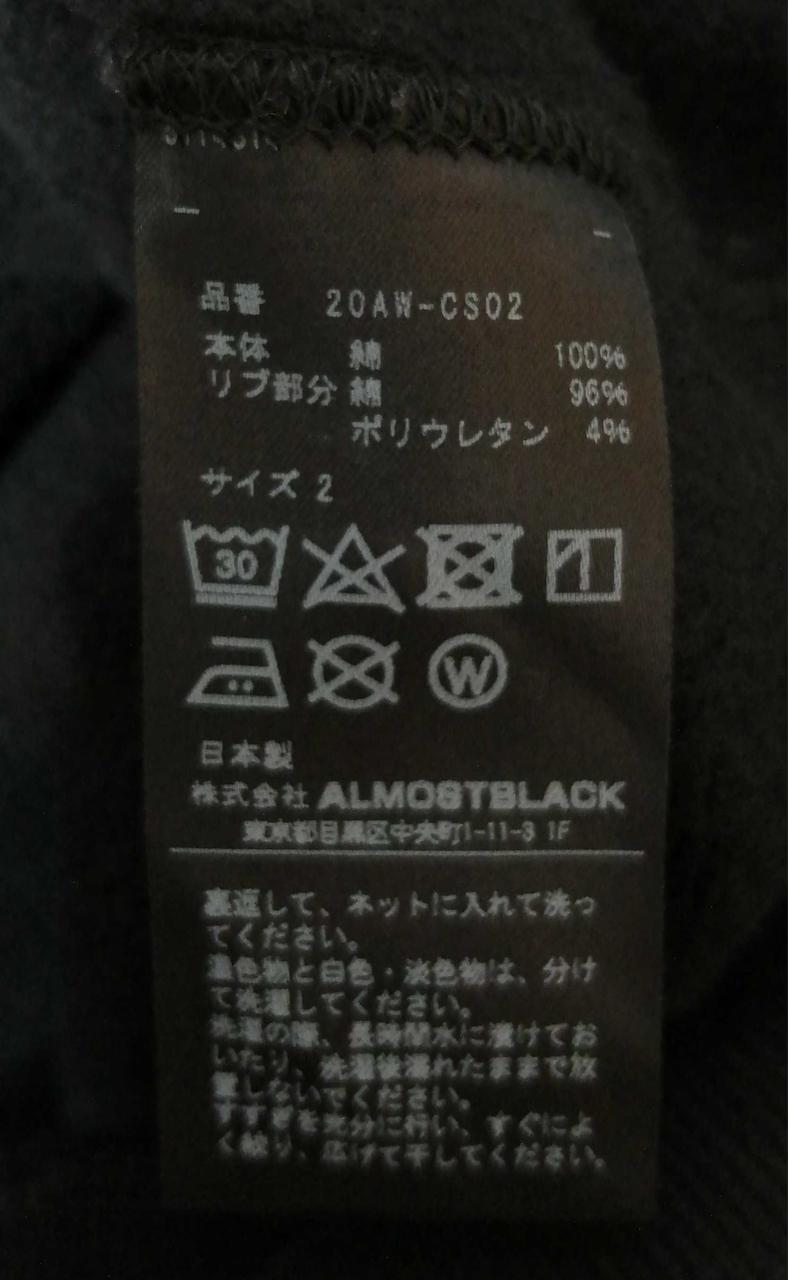 品番 20AW-CS02
本体 綿 100%
リブ部分 綿 96%
ポリウレタン 4%
サイズ 2
30
W
日本製
株式会社 ALMOSTBLACK
東京都目黒区中央町1-11-3 1F
裏返して、ネットに入れて洗っ
てください。
濃色物と白色・淡色物は、分け
て洗濯してください。
洗濯の際、長時間水に漬けてお
いたり、洗濯後濡れたままで放
置しないでください。
すすぎを充分に行い、すぐによ
く絞り、広げて干してください。